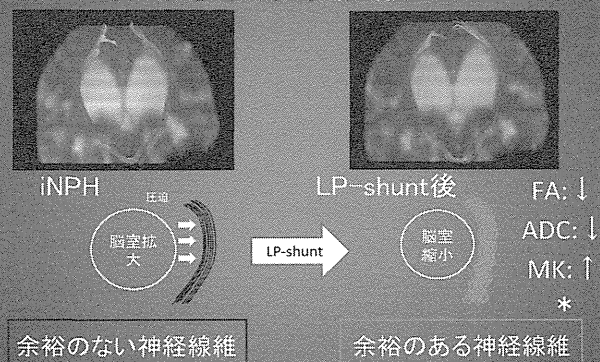 iNPH
LP-shunt後
圧迫
脳室拡
大
LP-shunt
脳室
縮小
FA:↓
ADC:↓
MK:↑
*
余裕のない神経線維
余裕のある神経線維